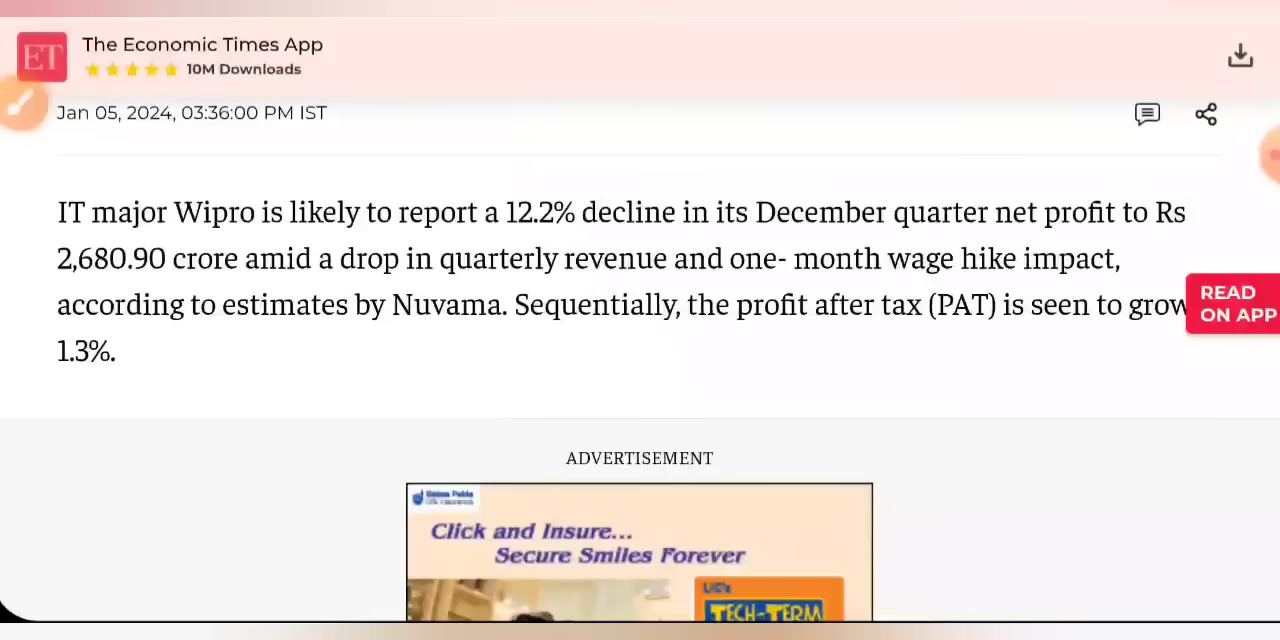 ET
The Economic Times App
10M Downloads
Jan 05, 2024, 03:36:00 PM IST
IT major Wipro is likely to report a 12.2% decline in its December quarter net profit to Rs
2,680.90 crore amid a drop in quarterly revenue and one- month wage hike impact,
according to estimates by Nuvama. Sequentially, the profit after tax (PAT) is seen to grow
1.3%.
READ
ON APP
ADVERTISEMENT
Click and Insure...
Secure Smiles Forever
LIC's
TECH-TERM